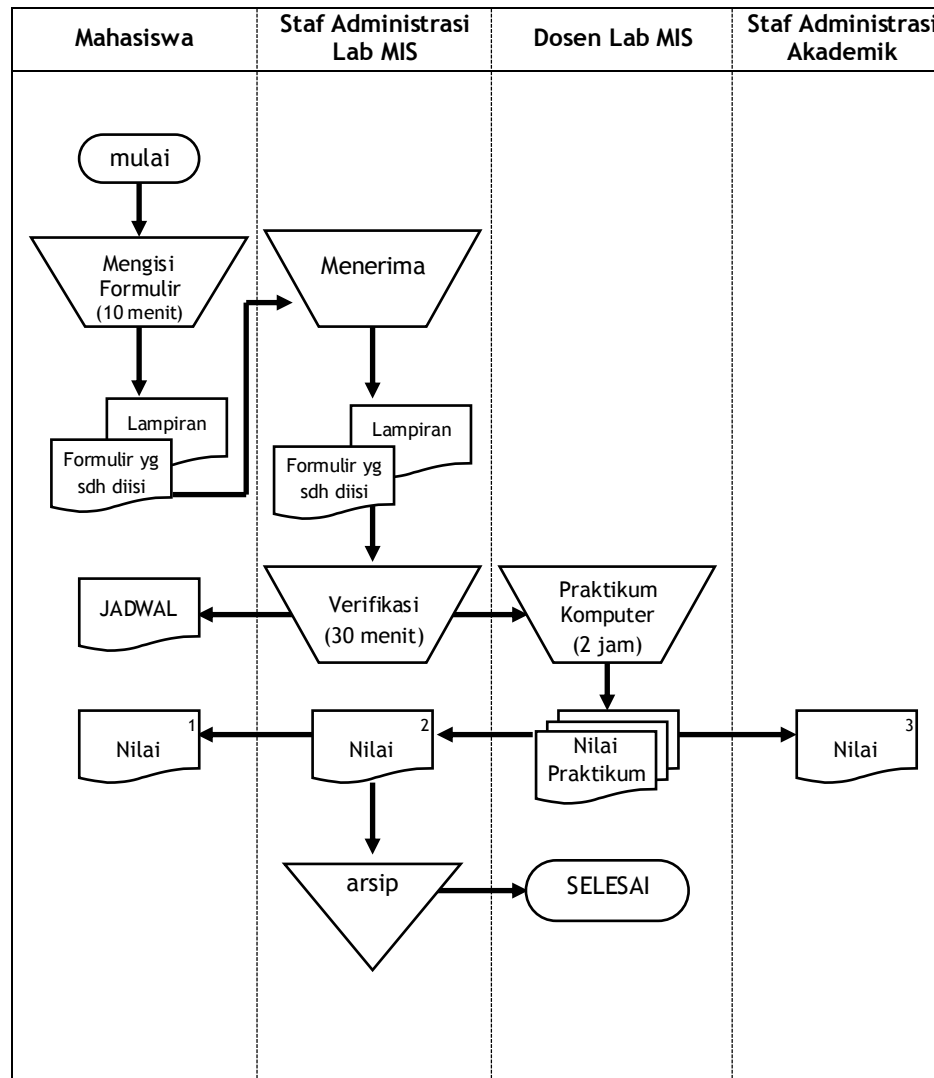 Mahasiswa
Staf Administrasi
Lab MIS
Dosen Lab MIS
Staf Administrasi
Akademik
mulai
Mengisi
Formulir
(10 menit)
Menerima
Lampiran
Formulir yg
sdh diisi
Lampiran
Formulir yg
sdh diisi
JADWAL
Verifikasi
(30 menit)
Praktikum
Komputer
(2 jam)
1
Nilai
2
Nilai
Nilai
Praktikum
3
Nilai
arsip
SELESAI